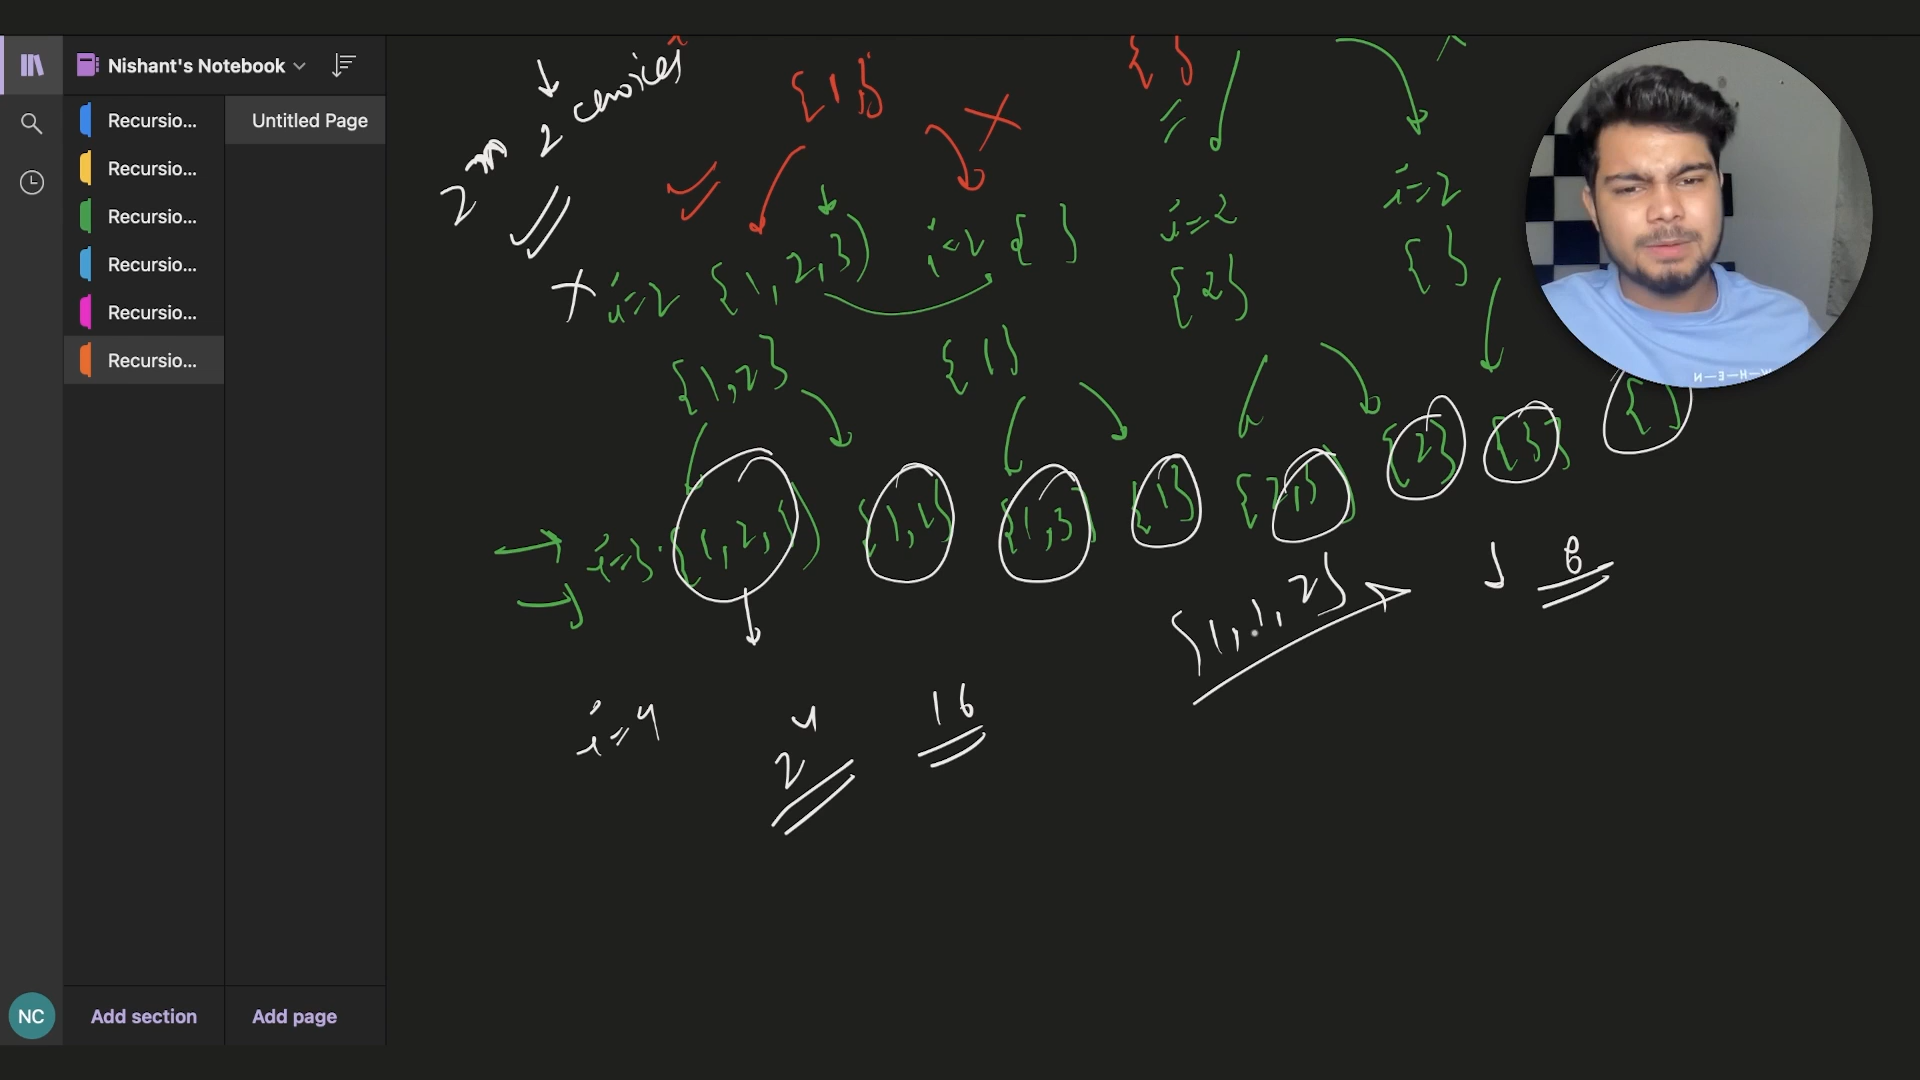 Nishant's Notebook
Recursio...
Recursio...
Recursio...
Recursio...
Recursio...
Recursio...
Untitled Page
2 choices
2^n
{1}
{ }
i=2 {1,2,3}
i=2 { }
i=2
{2}
i=2
{ }
{1,2}
{1}
i=3
{1,2,3}
{1,2}
{1,3}
{1}
{2,3}
{2}
{3}
{ }
{1,1,2}
8
i=4
2^4
16
W-H-E-N
NC
Add section
Add page